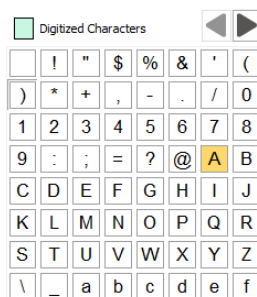 Digitized Characters
! " $ % & ' (
) * + , - . / 0
1 2 3 4 5 6 7 8
9 : ; = ? @ A B
C D E F G H I J
K L M N O P Q R
S T U V W X Y Z
\ _ a b c d e f